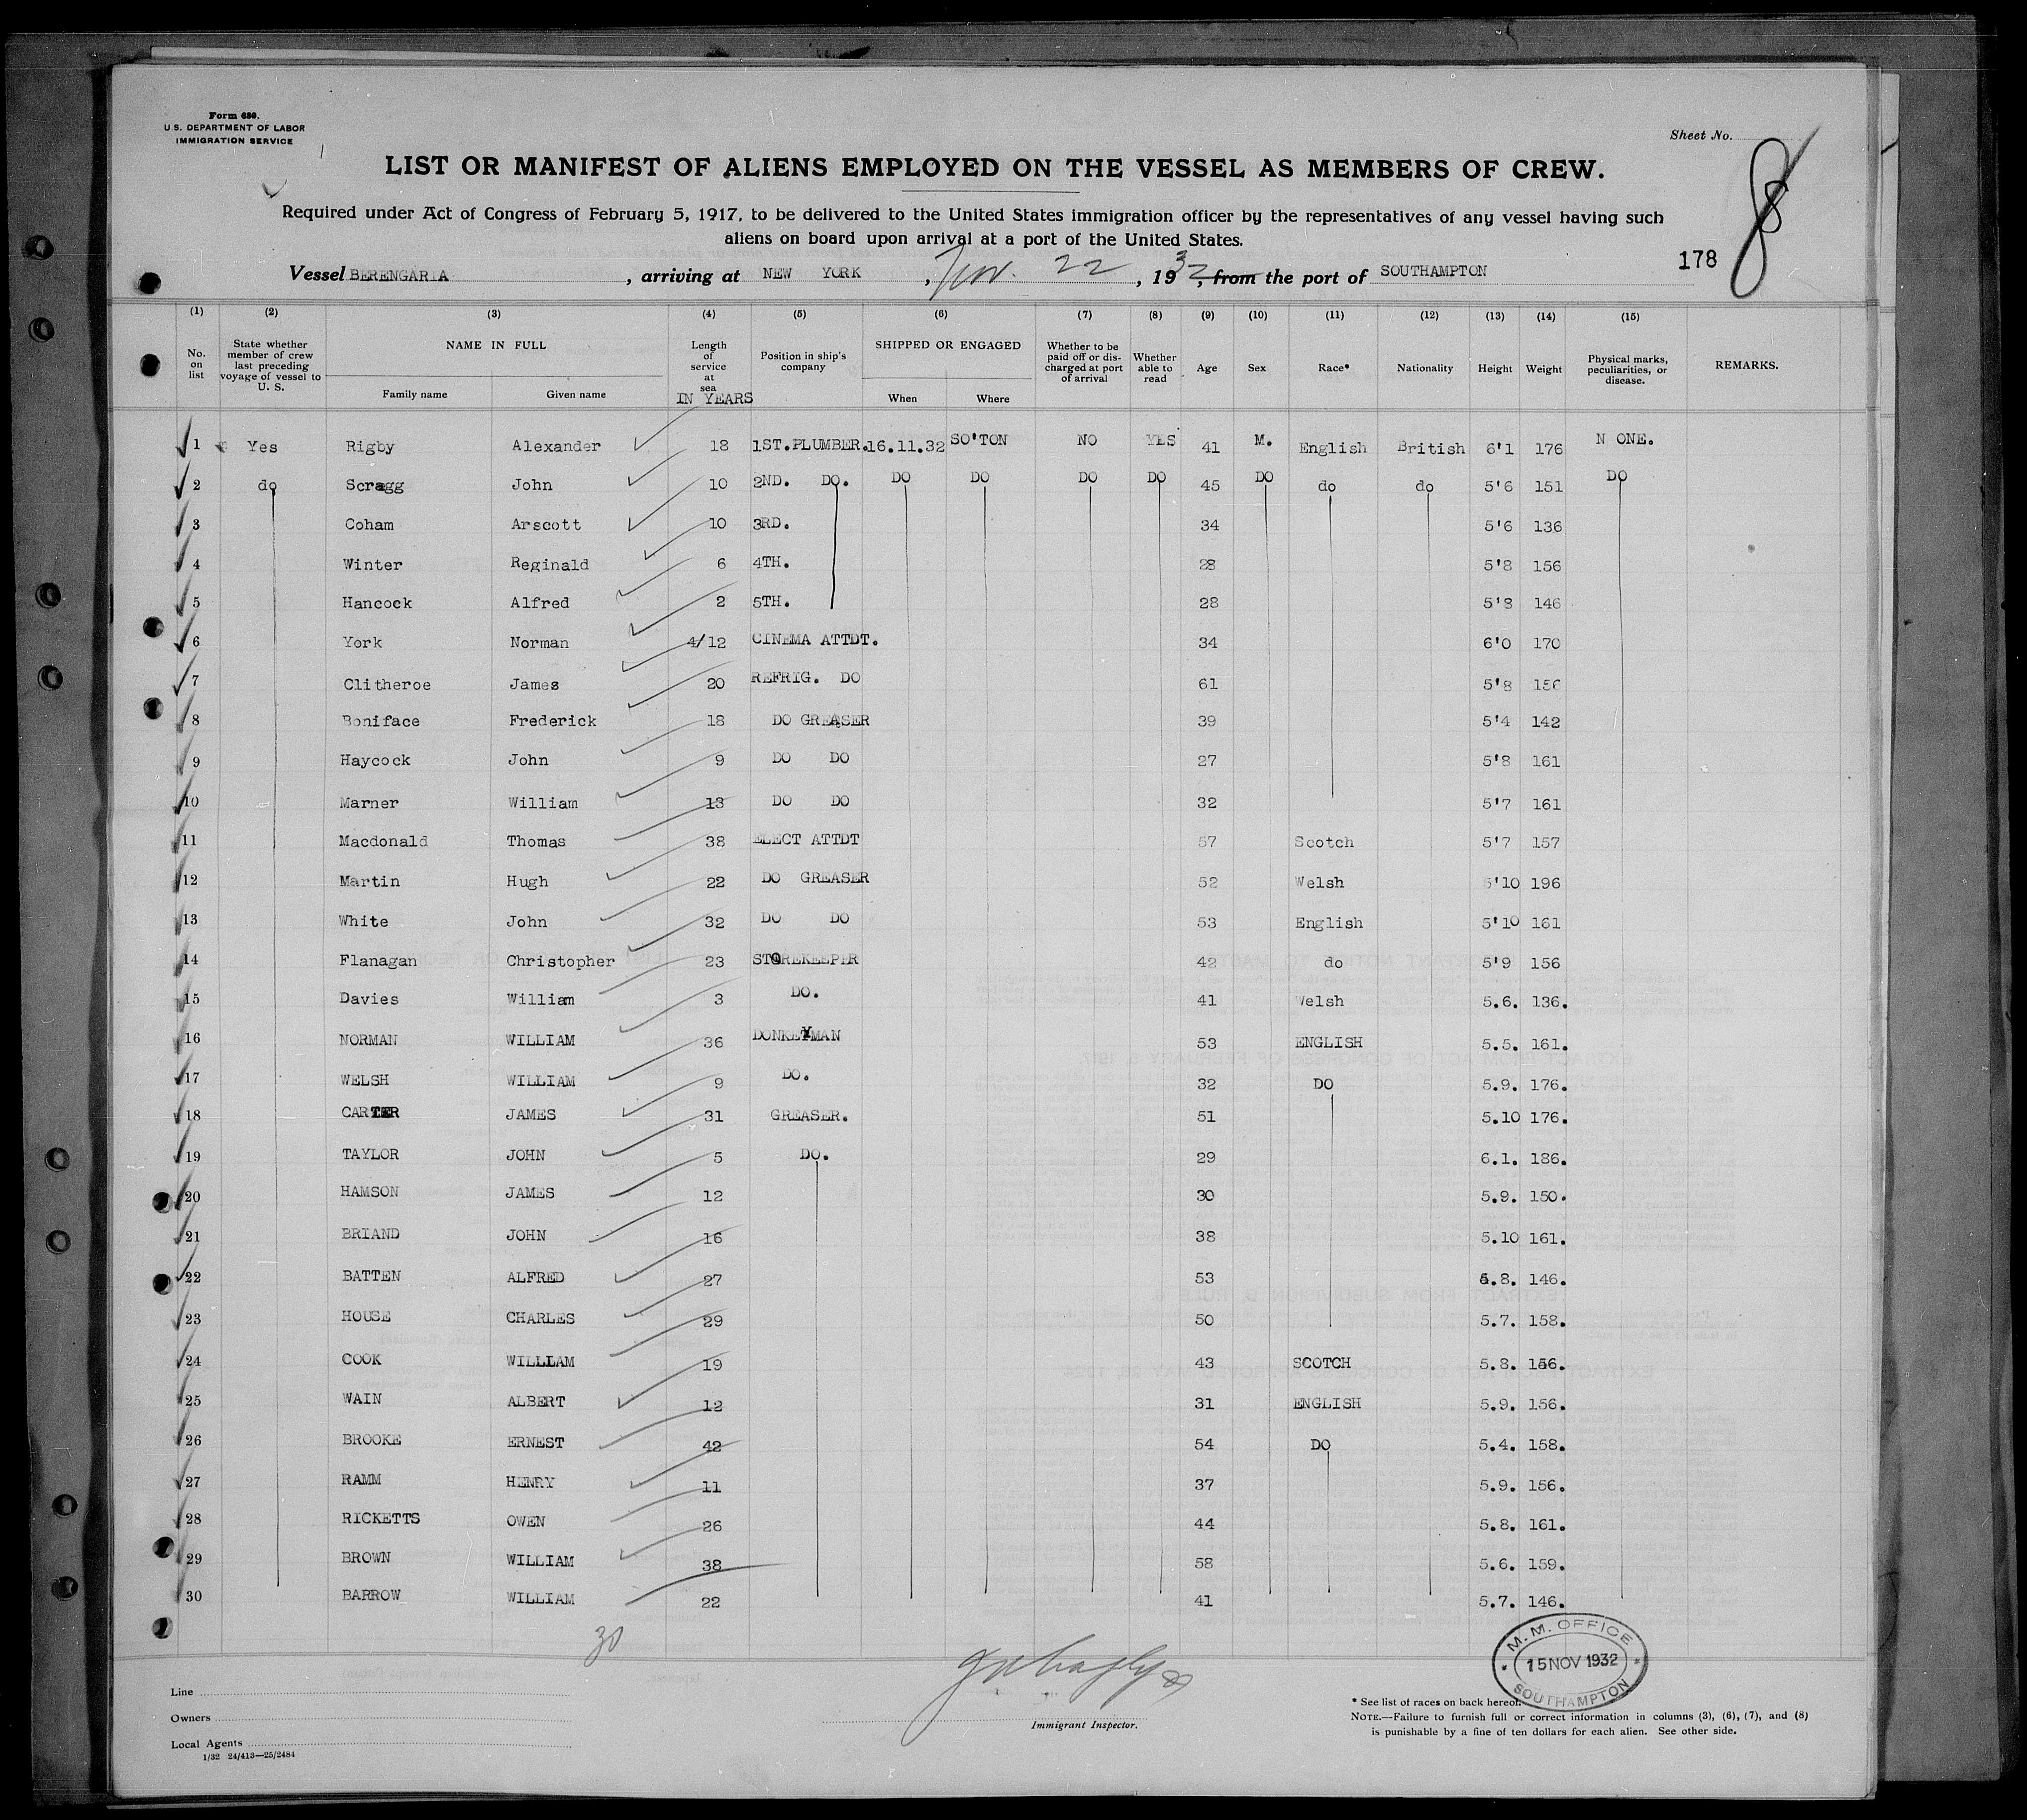 Form 680.
U.S. DEPARTMENT OF LABOR
IMMIGRATION SERVICE
Sheet No.
8
LIST OR MANIFEST OF ALIENS EMPLOYED ON THE VESSEL AS MEMBERS OF CREW.
Required under Act of Congress of February 5, 1917, to be delivered to the United States immigration officer by the representatives of any vessel having such
aliens on board upon arrival at a port of the United States.
178
Vessel BERENGARIA, arriving at NEW YORK, Nov. 22, 1932, from the port of SOUTHAMPTON
(1) (2) (3) (4) (5) (6) (7) (8) (9) (10) (11) (12) (13) (14) (15)
No. on list
State whether member of crew last preceding voyage of vessel to U. S.
NAME IN FULL
Family name Given name
Length of service at sea
IN YEARS
Position in ship's company
SHIPPED OR ENGAGED
When Where
Whether to be paid off or discharged at port of arrival
Whether able to read
Age
Sex
Race*
Nationality
Height
Weight
Physical marks, peculiarities, or disease.
REMARKS.
1 Yes Rigby Alexander 18 1ST.PLUMBER. 16.11.32 SO'TON NO YES 41 M. English British 6'1 176 N ONE.
2 do Scragg John 10 2ND. DO. DO DO DO DO 45 DO do do 5'6 151 DO
3 Coham Arscott 10 3RD. 34 5'6 136
4 Winter Reginald 6 4TH. 28 5'8 156
5 Hancock Alfred 2 5TH. 28 5'8 146
6 York Norman 4/12 CINEMA ATTDT. 34 6'0 170
7 Clitheroe James 20 REFRIG. DO 61 5'8 156
8 Boniface Frederick 18 DO GREASER 39 5'4 142
9 Haycock John 9 DO DO 27 5'8 161
10 Marner William 13 DO DO 32 5'7 161
11 Macdonald Thomas 38 ELECT ATTDT 57 Scotch 5'7 157
12 Martin Hugh 22 DO GREASER 52 Welsh 5'10 196
13 White John 32 DO DO 53 English 5'10 161
14 Flanagan Christopher 23 STOREKEEPER 42 do 5'9 156
15 Davies William 3 DO. 41 Welsh 5.6. 136.
16 NORMAN WILLIAM 36 DONKEYMAN 53 ENGLISH 5.5. 161.
17 WELSH WILLIAM 9 DO. 32 DO 5.9. 176.
18 CARTER JAMES 31 GREASER. 51 5.10 176.
19 TAYLOR JOHN 5 DO. 29 6.1. 186.
20 HAMSON JAMES 12 30 5.9. 150.
21 BRIAND JOHN 16 38 5.10 161.
22 BATTEN ALFRED 27 53 5.8. 146.
23 HOUSE CHARLES 29 50 5.7. 158.
24 COOK WILLIAM 19 43 SCOTCH 5.8. 156.
25 WAIN ALBERT 12 31 ENGLISH 5.9. 156.
26 BROOKE ERNEST 42 54 DO 5.4. 158.
27 RAMM HENRY 11 37 5.9. 156.
28 RICKETTS OWEN 26 44 5.8. 161.
29 BROWN WILLIAM 38 58 5.6. 159.
30 BARROW WILLIAM 22 41 5.7. 146.
30
M. M. OFFICE
15 NOV 1932
SOUTHAMPTON
Line
Owners
Local Agents
1/32 24/413—25/2484
Immigrant Inspector.
* See list of races on back hereof.
NOTE.—Failure to furnish full or correct information in columns (3), (6), (7), and (8)
is punishable by a fine of ten dollars for each alien. See other side.